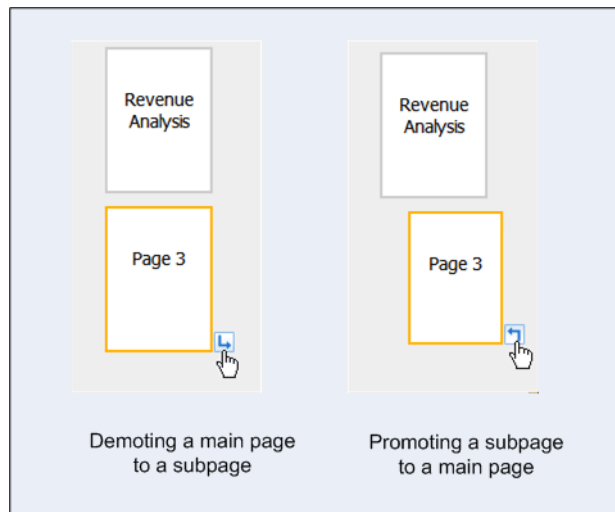 Revenue
Analysis
Page 3
Demoting a main page
to a subpage
Revenue
Analysis
Page 3
Promoting a subpage
to a main page